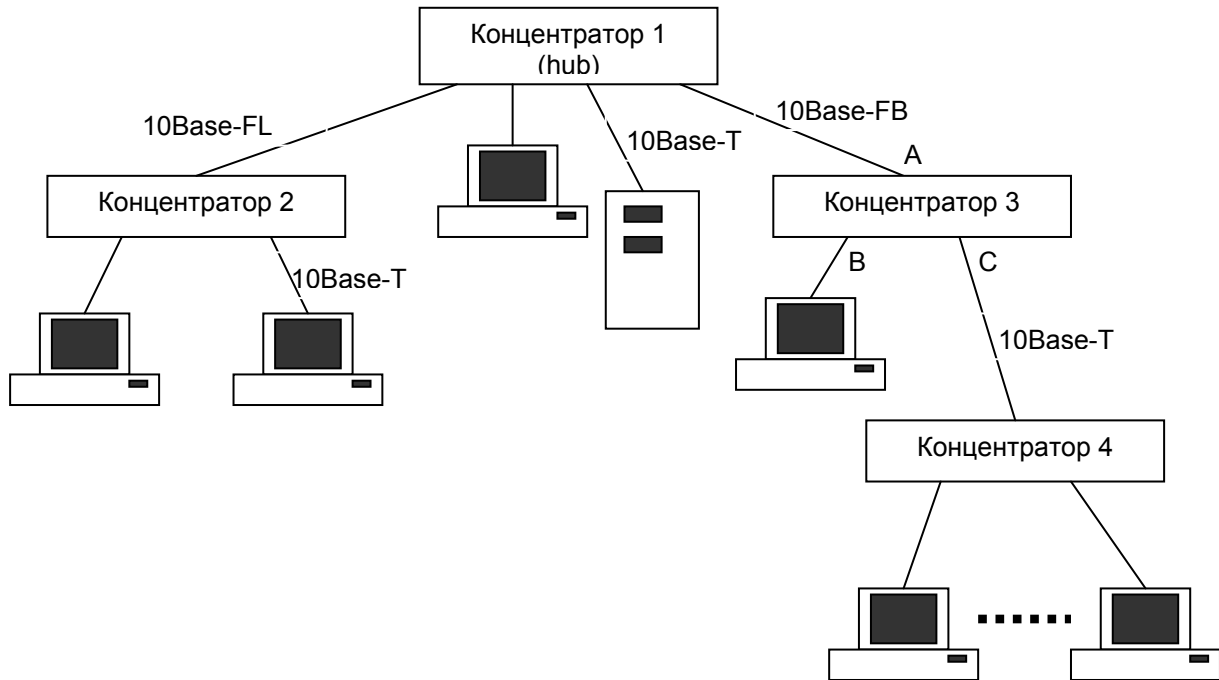 Концентратор 1
(hub)
10Base-FL
10Base-FB
10Base-T
A
Концентратор 2
Концентратор 3
B
C
10Base-T
10Base-T
Концентратор 4